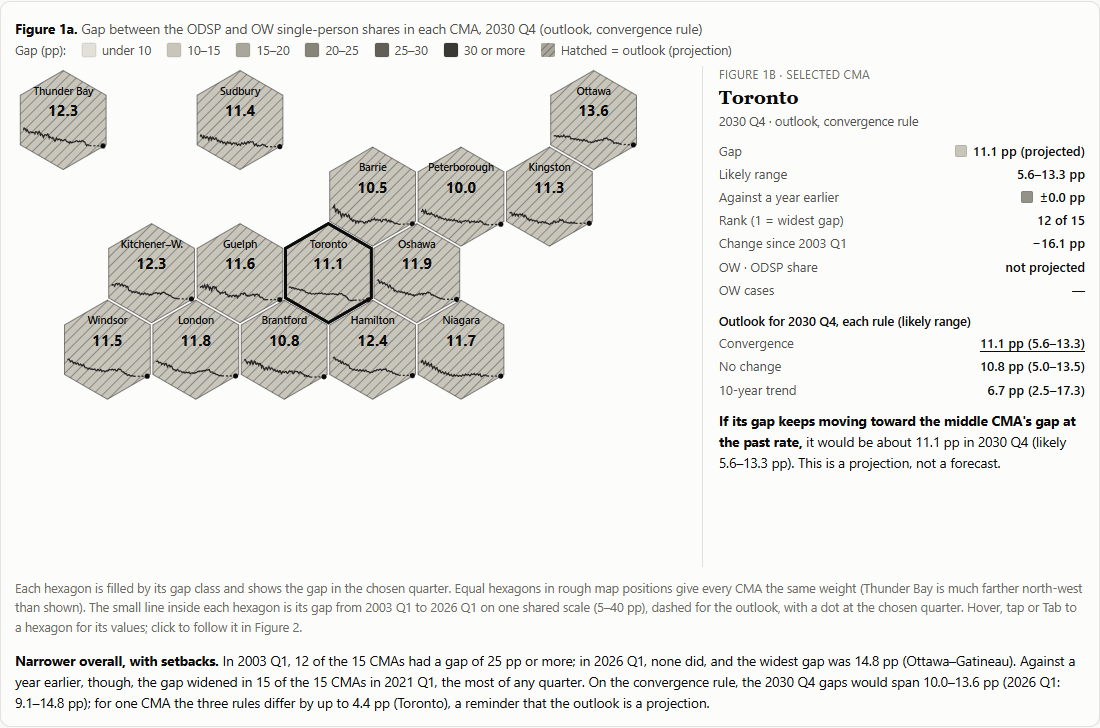 Figure 1a. Gap between the ODSP and OW single-person shares in each CMA, 2030 Q4 (outlook, convergence rule)
Gap (pp): under 10 10–15 15–20 20–25 25–30 30 or more Hatched = outlook (projection)
Thunder Bay
12.3
Sudbury
11.4
Ottawa
13.6
Barrie
10.5
Peterborough
10.0
Kingston
11.3
Kitchener–W.
12.3
Guelph
11.6
Toronto
11.1
Oshawa
11.9
Windsor
11.5
London
11.8
Brantford
10.8
Hamilton
12.4
Niagara
11.7
FIGURE 1B · SELECTED CMA
Toronto
2030 Q4 · outlook, convergence rule
Gap 11.1 pp (projected)
Likely range 5.6–13.3 pp
Against a year earlier ±0.0 pp
Rank (1 = widest gap) 12 of 15
Change since 2003 Q1 −16.1 pp
OW · ODSP share not projected
OW cases —
Outlook for 2030 Q4, each rule (likely range)
Convergence 11.1 pp (5.6–13.3)
No change 10.8 pp (5.0–13.5)
10-year trend 6.7 pp (2.5–17.3)
If its gap keeps moving toward the middle CMA's gap at
the past rate, it would be about 11.1 pp in 2030 Q4 (likely
5.6–13.3 pp). This is a projection, not a forecast.
Each hexagon is filled by its gap class and shows the gap in the chosen quarter. Equal hexagons in rough map positions give every CMA the same weight (Thunder Bay is much farther north-west
than shown). The small line inside each hexagon is its gap from 2003 Q1 to 2026 Q1 on one shared scale (5–40 pp), dashed for the outlook, with a dot at the chosen quarter. Hover, tap or Tab to
a hexagon for its values; click to follow it in Figure 2.
Narrower overall, with setbacks. In 2003 Q1, 12 of the 15 CMAs had a gap of 25 pp or more; in 2026 Q1, none did, and the widest gap was 14.8 pp (Ottawa–Gatineau). Against a
year earlier, though, the gap widened in 15 of the 15 CMAs in 2021 Q1, the most of any quarter. On the convergence rule, the 2030 Q4 gaps would span 10.0–13.6 pp (2026 Q1:
9.1–14.8 pp); for one CMA the three rules differ by up to 4.4 pp (Toronto), a reminder that the outlook is a projection.